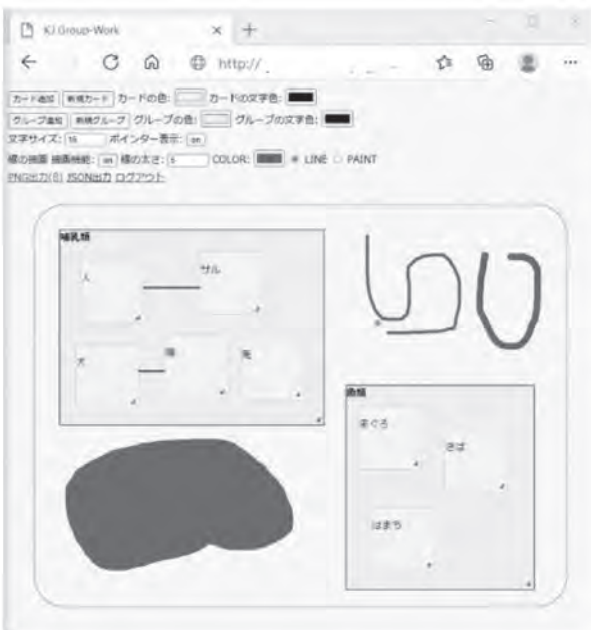 KJ Group-Work
http://
カード追加 新規カード カードの色: カードの文字色:
グループ追加 新規グループ グループの色: グループの文字色:
文字サイズ: 16 ポインター表示: on
線の描画 描画機能: on 線の太さ: 5 COLOR: LINE PAINT
PNG出力(β) JSON出力 ログアウト
哺乳類
人
サル
犬
猫
兎
魚類
まぐろ
さば
はまち